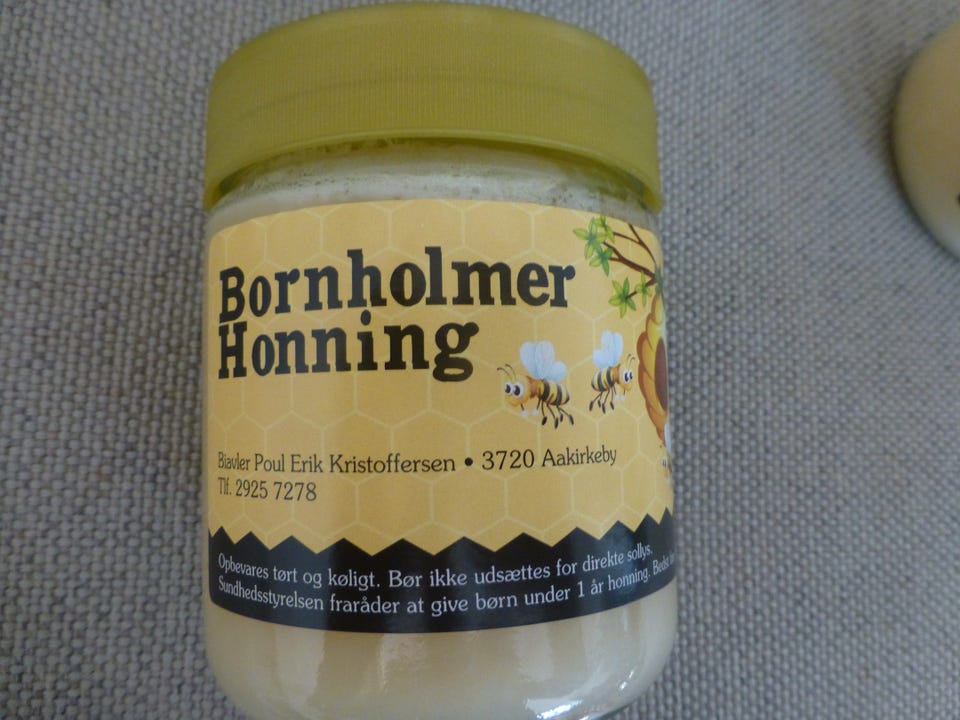 Bornholmer
Honning
Biavler Poul Erik Kristoffersen • 3720 Aakirkeby
Tlf. 2925 7278
Opbevares tørt og køligt. Bør ikke udsættes for direkte sollys.
Sundhedsstyrelsen fraråder at give børn under 1 år honning. Bedst